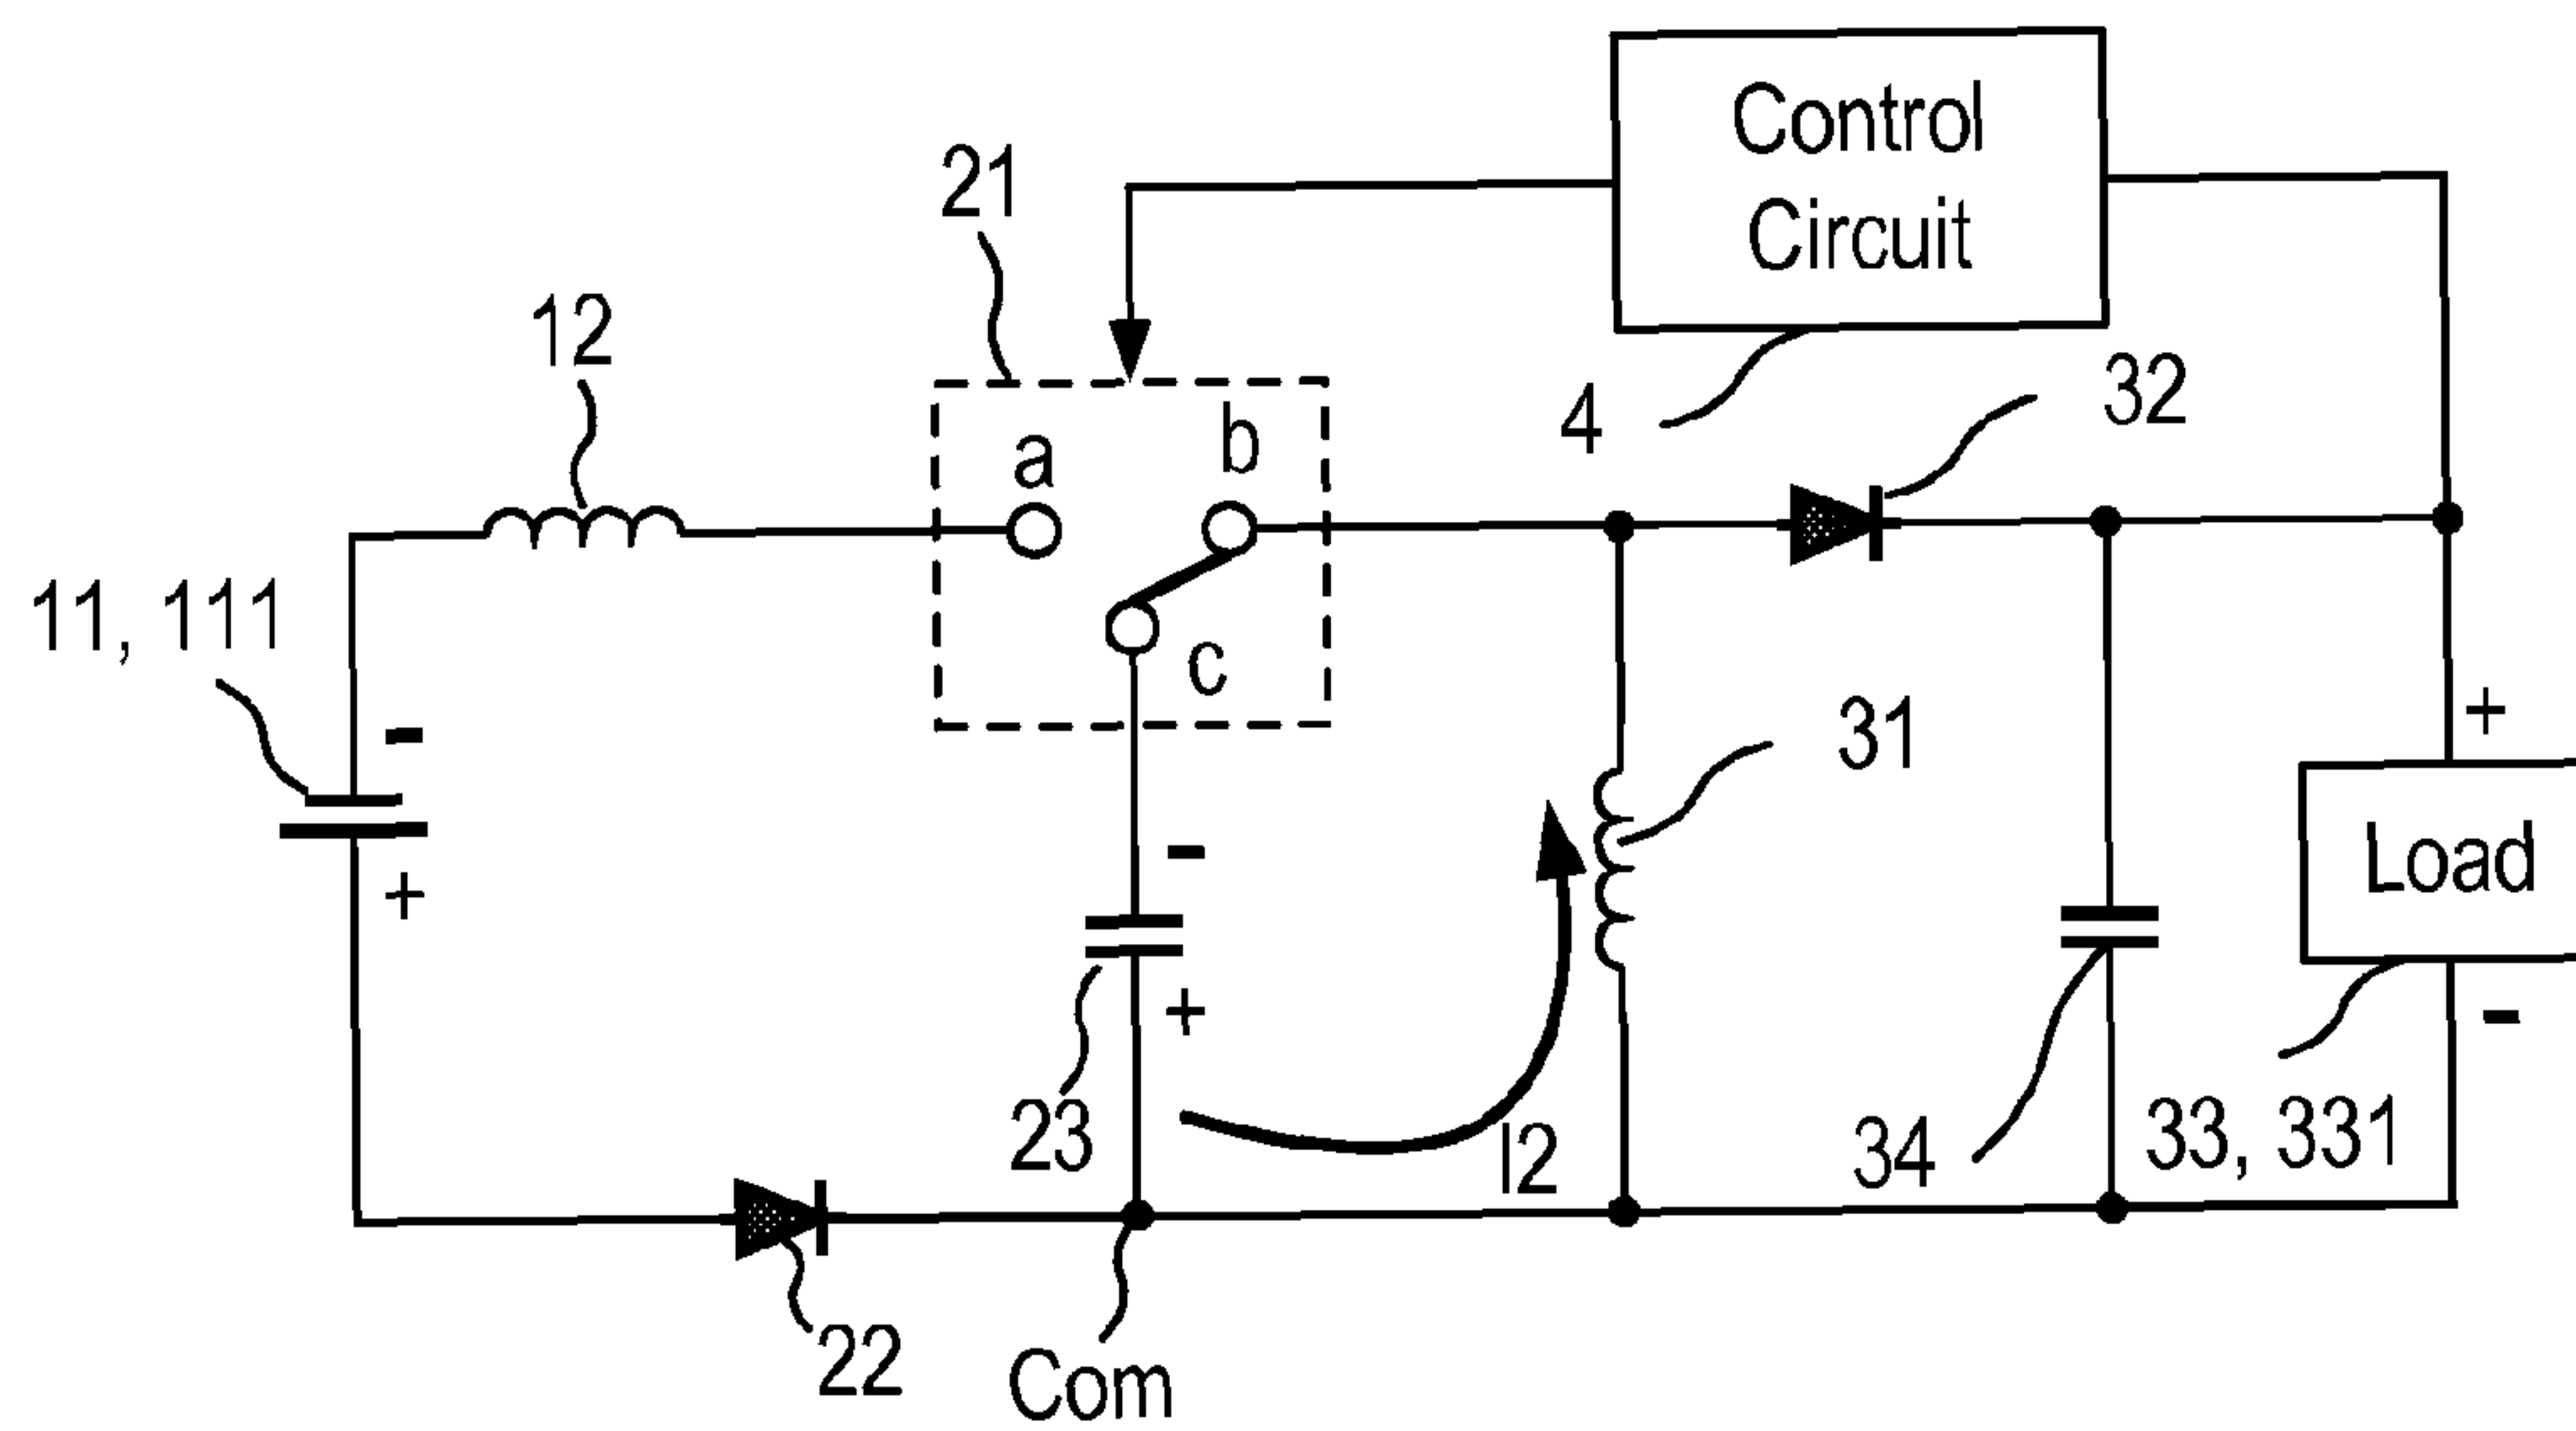 Control
Circuit
21
12
4
32
a
b
11, 111
c
-
+
31
+
-
+
Load
-
23
I2
34
33, 331
22
Com